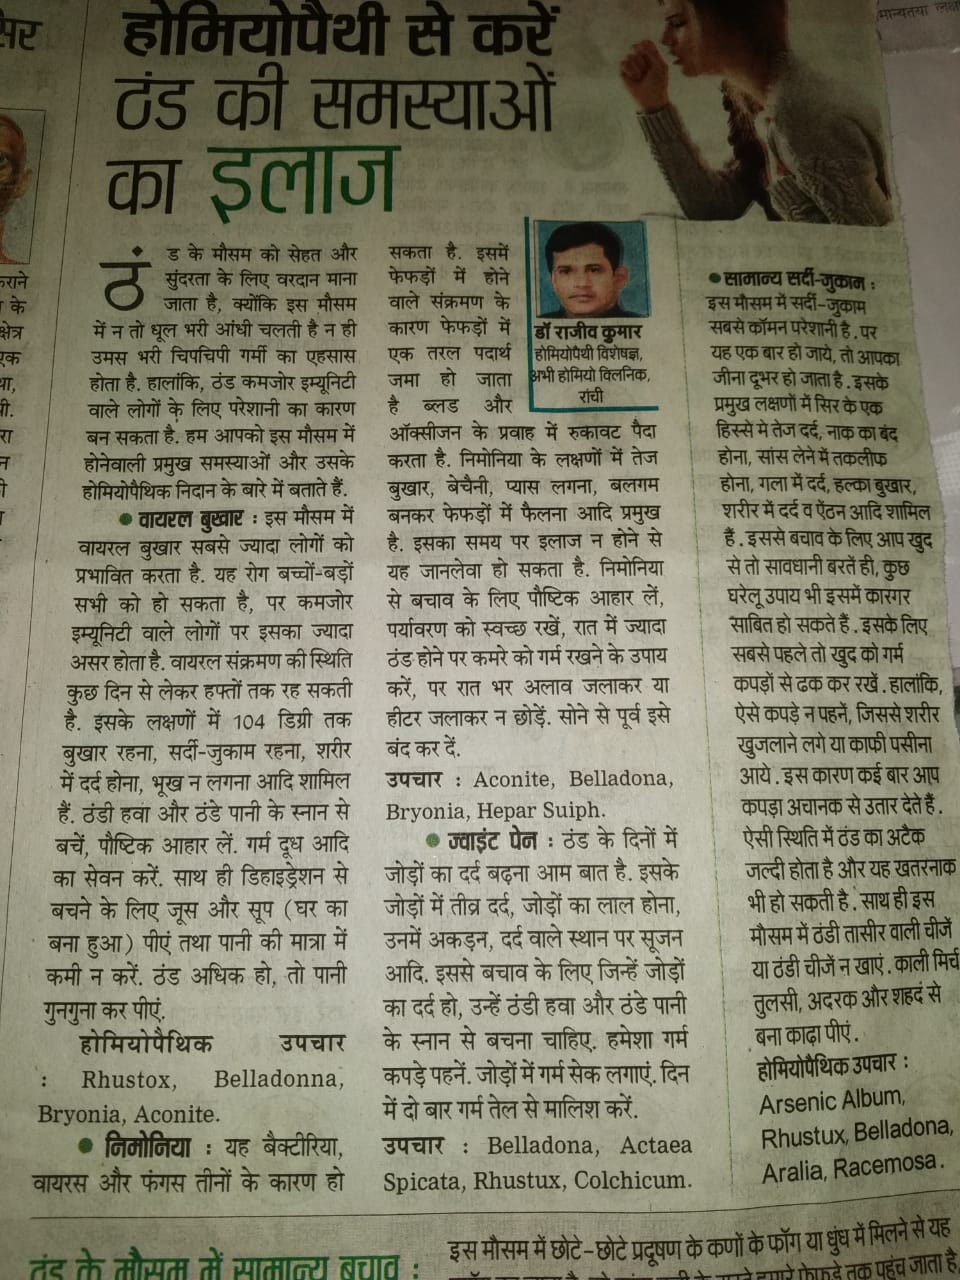 होमियोपैथी से करें
ठंड की समस्याओं
का इलाज
ठंड के मौसम को सेहत और
सुंदरता के लिए वरदान माना
जाता है, क्योंकि इस मौसम
में न तो धूल भरी आंधी चलती है न ही
उमस भरी चिपचिपी गर्मी का एहसास
होता है. हालांकि, ठंड कमजोर इम्यूनिटी
वाले लोगों के लिए परेशानी का कारण
बन सकता है. हम आपको इस मौसम में
होनेवाली प्रमुख समस्याओं और उसके
होमियोपैथिक निदान के बारे में बताते हैं.
● वायरल बुखार : इस मौसम में
वायरल बुखार सबसे ज्यादा लोगों को
प्रभावित करता है. यह रोग बच्चों-बड़ों
सभी को हो सकता है, पर कमजोर
इम्यूनिटी वाले लोगों पर इसका ज्यादा
असर होता है. वायरल संक्रमण की स्थिति
कुछ दिन से लेकर हफ्तों तक रह सकती
है. इसके लक्षणों में 104 डिग्री तक
बुखार रहना, सर्दी-जुकाम रहना, शरीर
में दर्द होना, भूख न लगना आदि शामिल
हैं. ठंडी हवा और ठंडे पानी के स्नान से
बचें, पौष्टिक आहार लें. गर्म दूध आदि
का सेवन करें. साथ ही डिहाइड्रेशन से
बचने के लिए जूस और सूप (घर का
बना हुआ) पीएं तथा पानी की मात्रा में
कमी न करें. ठंड अधिक हो, तो पानी
गुनगुना कर पीएं.
होमियोपैथिक उपचार
: Rhustox, Belladonna,
Bryonia, Aconite.
● निमोनिया : यह बैक्टीरिया,
वायरस और फंगस तीनों के कारण हो
सकता है. इसमें
फेफड़ों में होने
वाले संक्रमण के
कारण फेफड़ों में
एक तरल पदार्थ
जमा हो जाता
है ब्लड और
ऑक्सीजन के प्रवाह में रुकावट पैदा
करता है. निमोनिया के लक्षणों में तेज
बुखार, बेचैनी, प्यास लगना, बलगम
बनकर फेफड़ों में फैलना आदि प्रमुख
है. इसका समय पर इलाज न होने से
यह जानलेवा हो सकता है. निमोनिया
से बचाव के लिए पौष्टिक आहार लें,
पर्यावरण को स्वच्छ रखें, रात में ज्यादा
ठंड होने पर कमरे को गर्म रखने के उपाय
करें, पर रात भर अलाव जलाकर या
हीटर जलाकर न छोड़ें. सोने से पूर्व इसे
बंद कर दें.
उपचार : Aconite, Belladona,
Bryonia, Hepar Suiph.
● ज्वाइंट पेन : ठंड के दिनों में
जोड़ों का दर्द बढ़ना आम बात है. इसके
जोड़ों में तीव्र दर्द, जोड़ों का लाल होना,
उनमें अकड़न, दर्द वाले स्थान पर सूजन
आदि. इससे बचाव के लिए जिन्हें जोड़ों
का दर्द हो, उन्हें ठंडी हवा और ठंडे पानी
के स्नान से बचना चाहिए. हमेशा गर्म
कपड़े पहनें. जोड़ों में गर्म सेक लगाएं. दिन
में दो बार गर्म तेल से मालिश करें.
उपचार : Belladona, Actaea
Spicata, Rhustux, Colchicum.
डॉ राजीव कुमार
होमियोपैथी विशेषज्ञ,
अभी होमियो क्लिनिक,
रांची
● सामान्य सर्दी-जुकाम :
इस मौसम में सर्दी-जुकाम
सबसे कॉमन परेशानी है. पर
यह एक बार हो जाये, तो आपका
जीना दूभर हो जाता है. इसके
प्रमुख लक्षणों में सिर के एक
हिस्से मे तेज दर्द, नाक का बंद
होना, सांस लेने में तकलीफ
होना, गला में दर्द, हल्का बुखार,
शरीर में दर्द व ऐंठन आदि शामिल
हैं. इससे बचाव के लिए आप खुद
से तो सावधानी बरतें ही, कुछ
घरेलू उपाय भी इसमें कारगर
साबित हो सकते हैं. इसके लिए
सबसे पहले तो खुद को गर्म
कपड़ों से ढक कर रखें. हालांकि,
ऐसे कपड़े न पहनें, जिससे शरीर
खुजलाने लगे या काफी पसीना
आये. इस कारण कई बार आप
कपड़ा अचानक से उतार देते हैं.
ऐसी स्थिति में ठंड का अटैक
जल्दी होता है और यह खतरनाक
भी हो सकती है. साथ ही इस
मौसम में ठंडी तासीर वाली चीजें
या ठंडी चीजें न खाएं. काली मिर्च
तुलसी, अदरक और शहदं से
बना काढ़ा पीएं.
होमियोपैथिक उपचार :
Arsenic Album,
Rhustux, Belladona,
Aralia, Racemosa.
ठंड के मौसम में सामान्य बचाव :
इस मौसम में छोटे-छोटे प्रदूषण के कणों के फॉग या धुंध में मिलने से यह